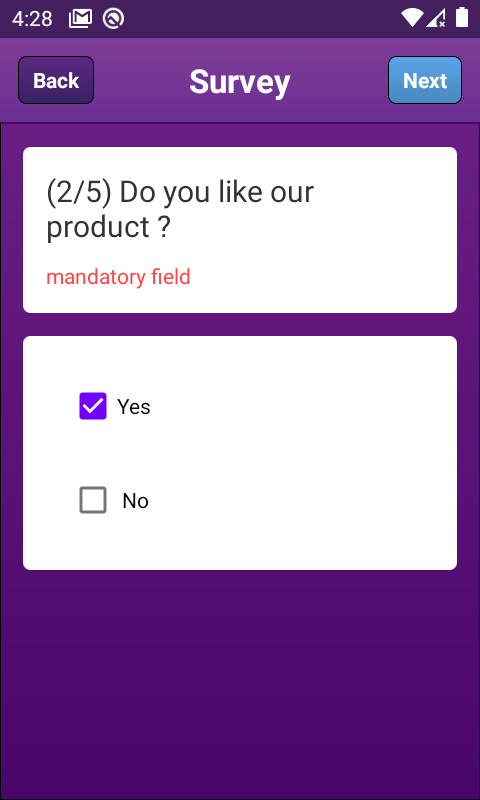 4:28
Back
Survey
Next
(2/5) Do you like our
product ?
mandatory field
Yes
No